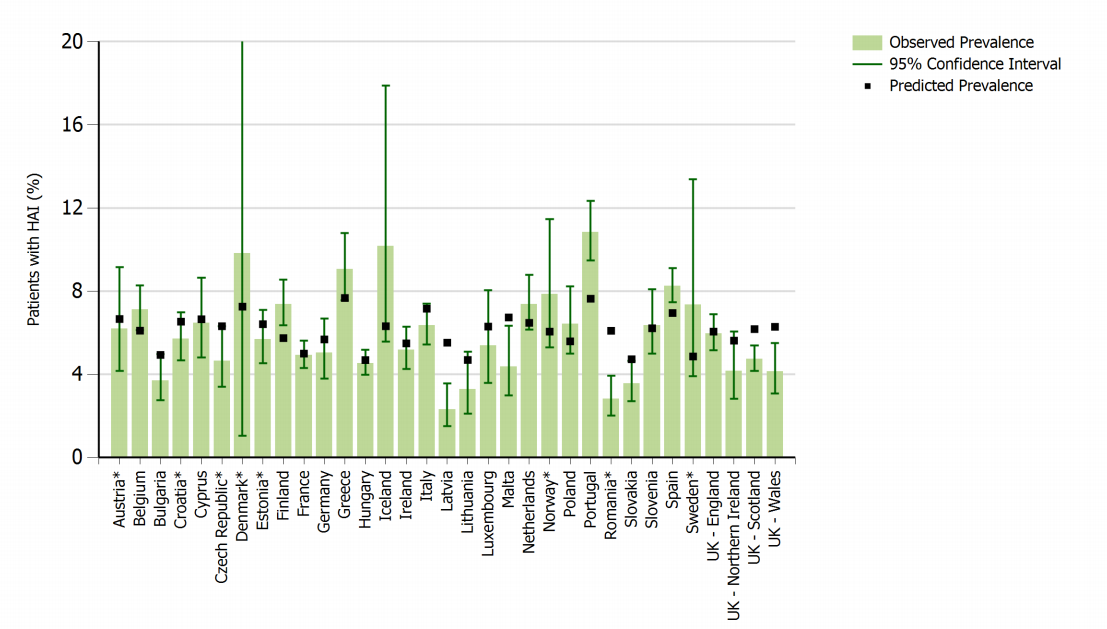 20
16
12
8
4
0
Patients with HAI (%)
Austria*
Belgium
Bulgaria
Croatia*
Cyprus
Czech Republic*
Denmark*
Estonia*
Finland
France
Germany
Greece
Hungary
Iceland
Ireland
Italy
Latvia
Lithuania
Luxembourg
Malta
Netherlands
Norway*
Poland
Portugal
Romania*
Slovakia
Slovenia
Spain
Sweden*
UK - England
UK - Northern Ireland
UK - Scotland
UK - Wales
Observed Prevalence
95% Confidence Interval
Predicted Prevalence